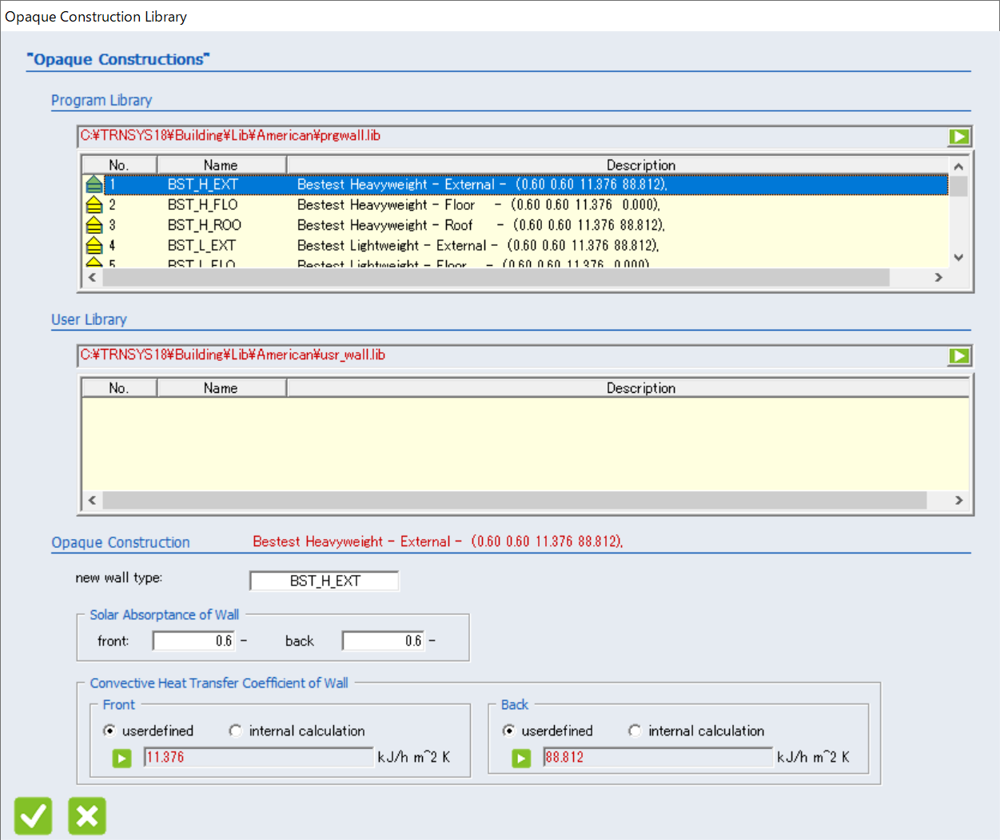 Opaque Construction Library
"Opaque Constructions"
Program Library
C:¥TRNSYS18¥Building¥Lib¥American¥prgwall.lib
No. Name Description
1 BST_H_EXT Bestest Heavyweight - External - (0.60 0.60 11.376 88.812),
2 BST_H_FLO Bestest Heavyweight - Floor - (0.60 0.60 11.376 0.000),
3 BST_H_ROO Bestest Heavyweight - Roof - (0.60 0.60 11.376 88.812),
4 BST_L_EXT Bestest Lightweight - External - (0.60 0.60 11.376 88.812),
5 BST_L_FLO Bestest Lightweight - Floor - (0.60 0.60 11.376 0.000)
User Library
C:¥TRNSYS18¥Building¥Lib¥American¥usr_wall.lib
No. Name Description
Opaque Construction Bestest Heavyweight - External - (0.60 0.60 11.376 88.812),
new wall type: BST_H_EXT
Solar Absorptance of Wall
front: 0.6 - back 0.6 -
Convective Heat Transfer Coefficient of Wall
Front Back
userdefined internal calculation userdefined internal calculation
11.376 kJ/h m^2 K 88.812 kJ/h m^2 K